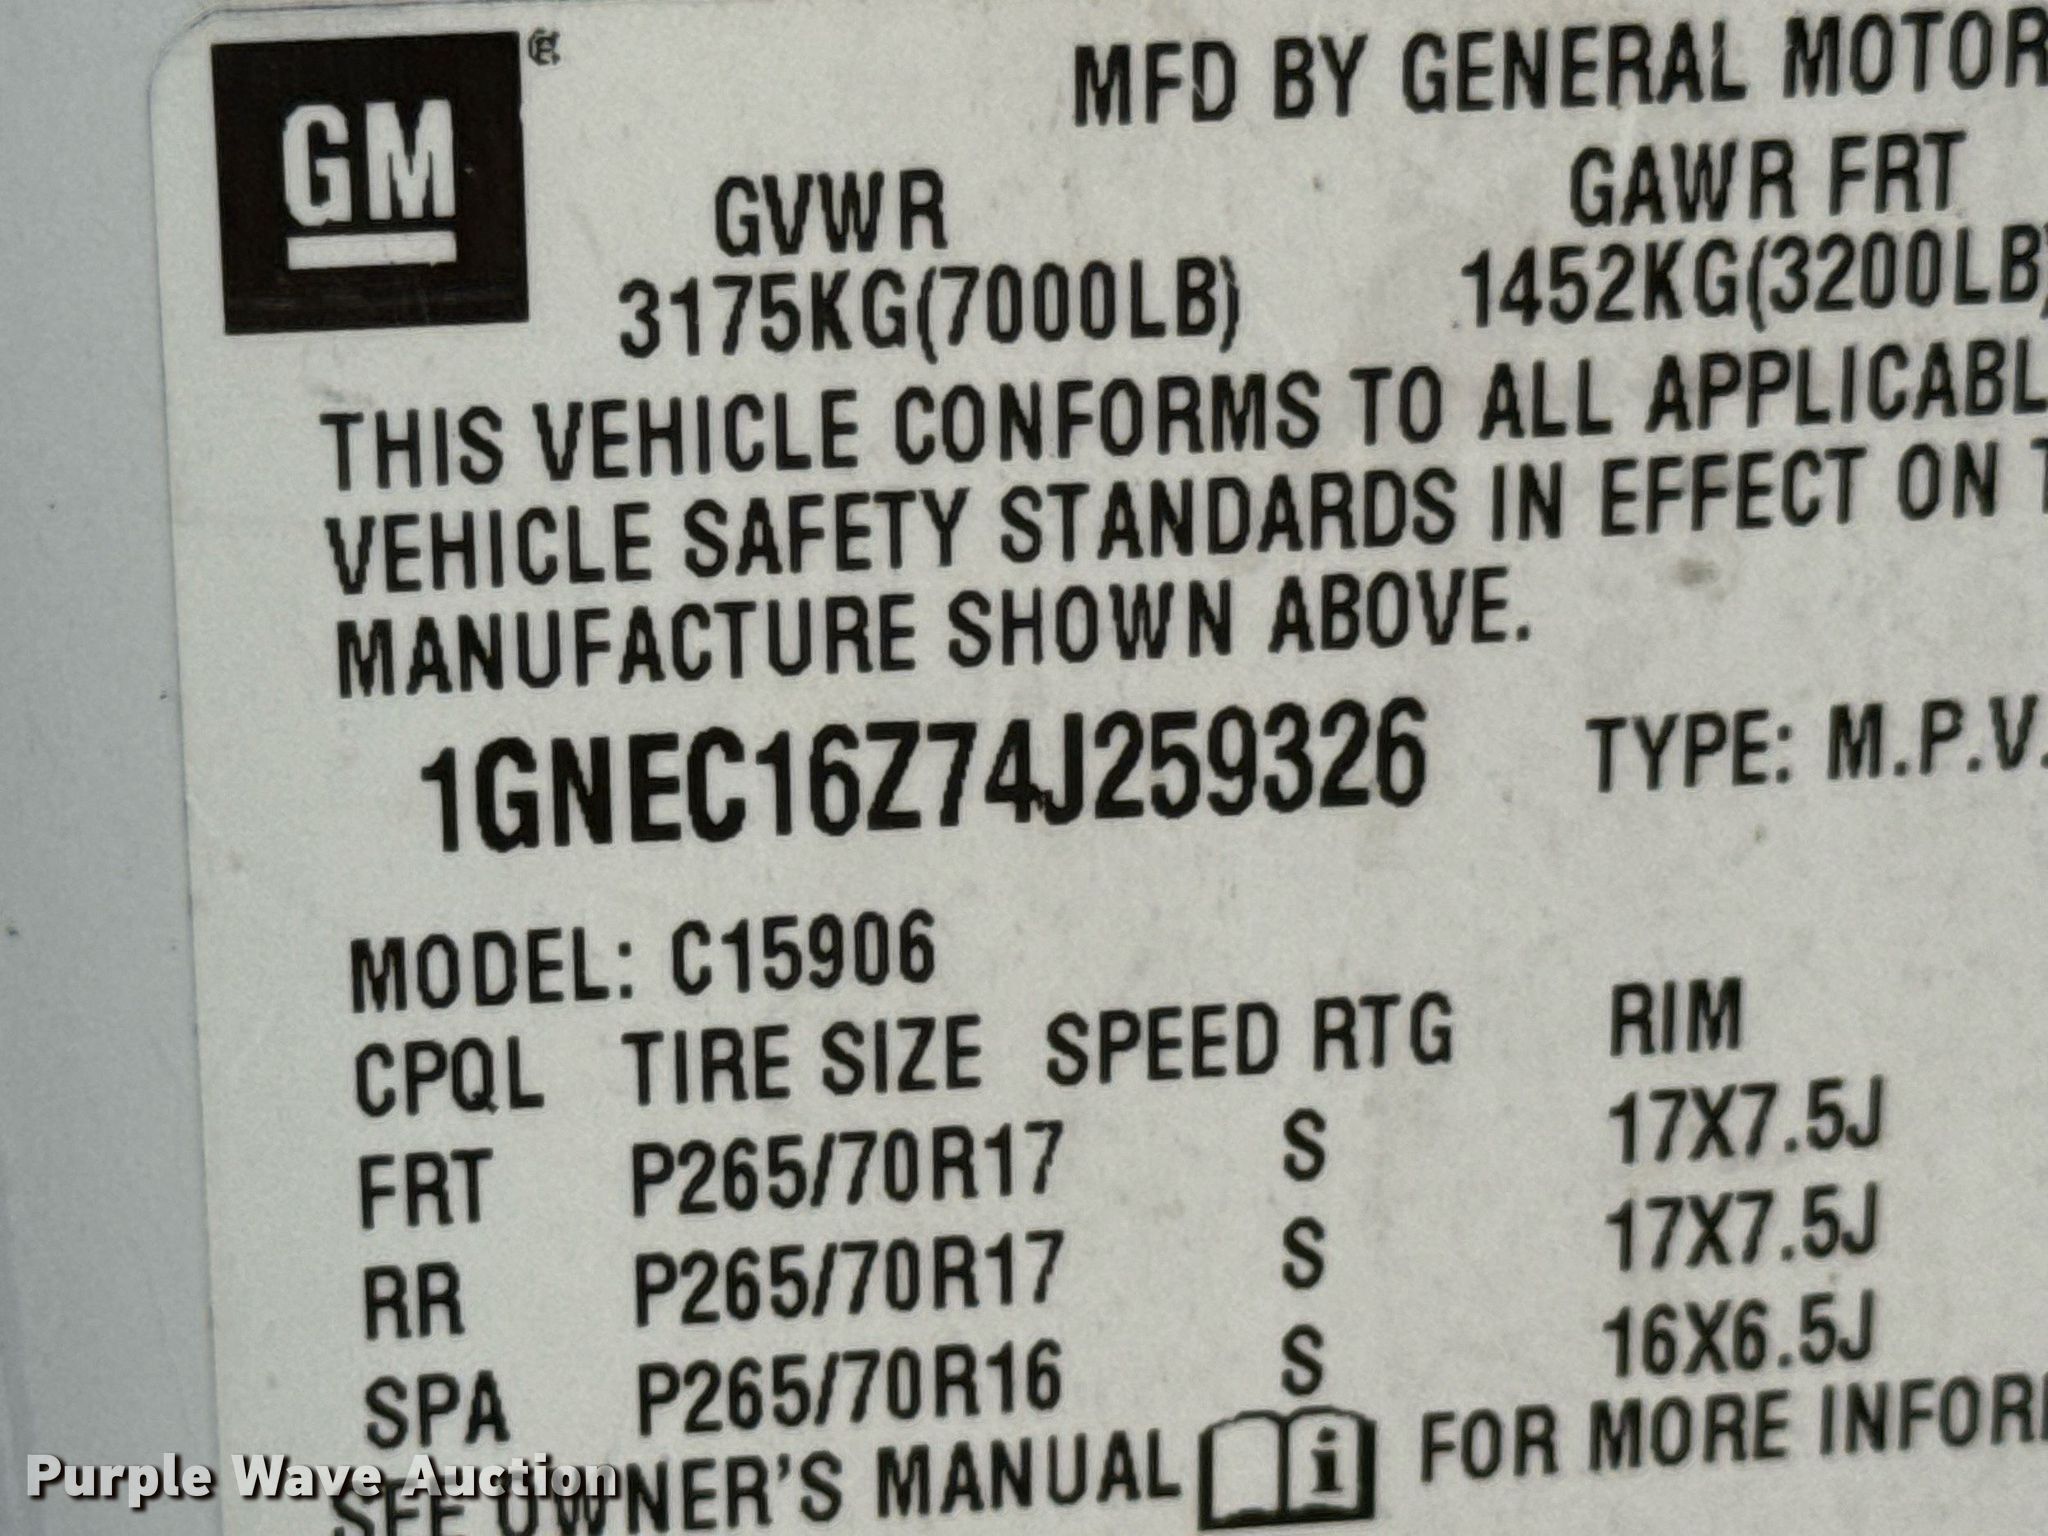 GM
MFD BY GENERAL MOTOR
GVWR GAWR FRT
3175KG(7000LB) 1452KG(3200LB)
THIS VEHICLE CONFORMS TO ALL APPLICABL
VEHICLE SAFETY STANDARDS IN EFFECT ON T
MANUFACTURE SHOWN ABOVE.
1GNEC16Z74J259326 TYPE: M.P.V.
MODEL: C15906
CPQL TIRE SIZE SPEED RTG RIM
FRT P265/70R17 S 17X7.5J
RR P265/70R17 S 17X7.5J
SPA P265/70R16 S 16X6.5J
SEE OWNER'S MANUAL i FOR MORE INFOR
Purple Wave Auction